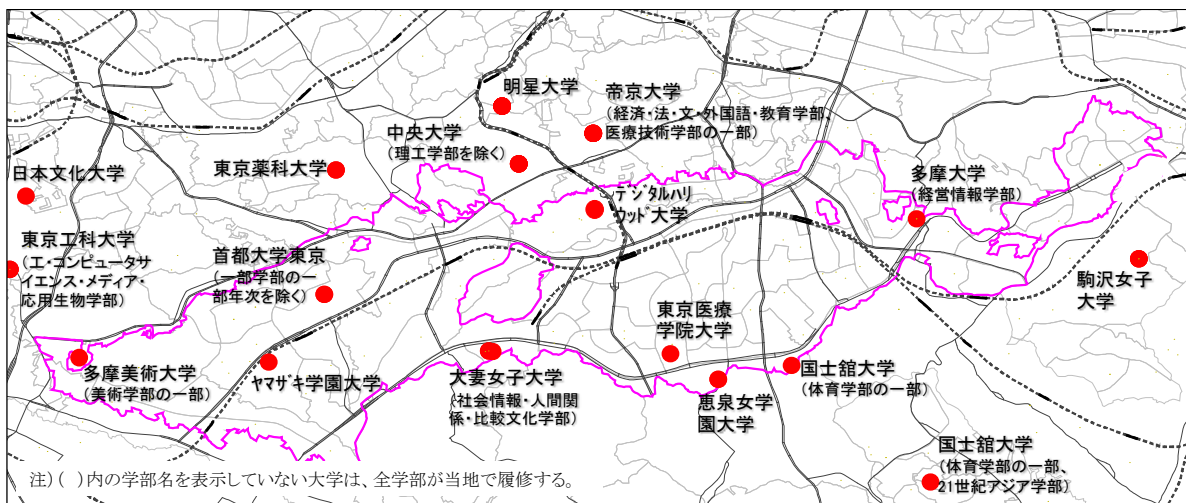 明星大学
帝京大学
(経済・法・文・外国語・教育学部、
医療技術学部の一部)
中央大学
(理工学部を除く)
東京薬科大学
日本文化大学
多摩大学
(経営情報学部)
ﾃﾞｼﾞﾀﾙﾊﾘ
ｳｯﾄﾞ大学
東京工科大学
(工・コンピュータサ
イエンス・メディア・
応用生物学部)
首都大学東京
(一部学部の一
部年次を除く)
駒沢女子
大学
東京医療
学院大学
多摩美術大学
(美術学部の一部)
ﾔﾏｻﾞｷ学園大学
大妻女子大学
(社会情報・人間関
係・比較文化学部)
恵泉女学
園大学
国士舘大学
(体育学部の一部)
国士舘大学
(体育学部の一部、
21世紀アジア学部)
注)( )内の学部名を表示していない大学は、全学部が当地で履修する。